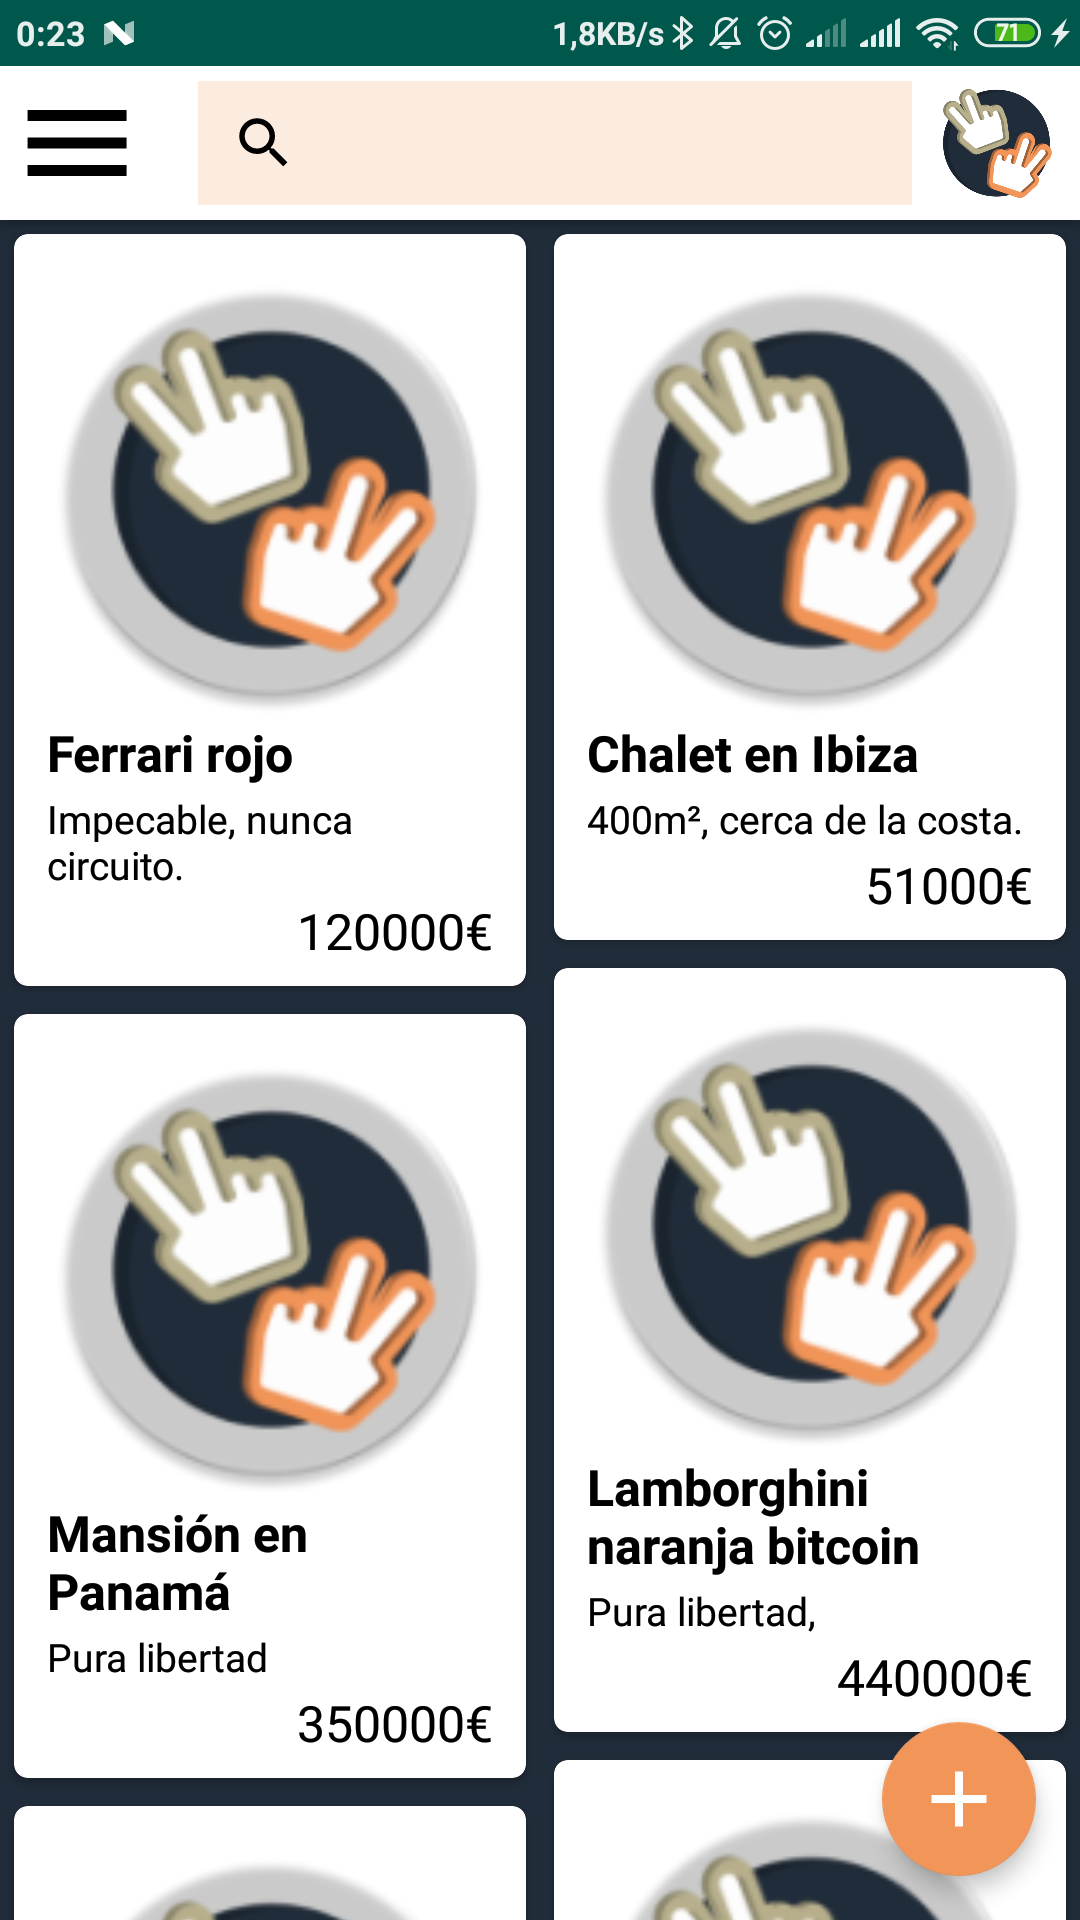 0:23
1,8KB/s
71
Ferrari rojo
Impecable, nunca
circuito.
120000€
Chalet en Ibiza
400m², cerca de la costa.
51000€
Mansión en
Panamá
Pura libertad
350000€
Lamborghini
naranja bitcoin
Pura libertad,
440000€